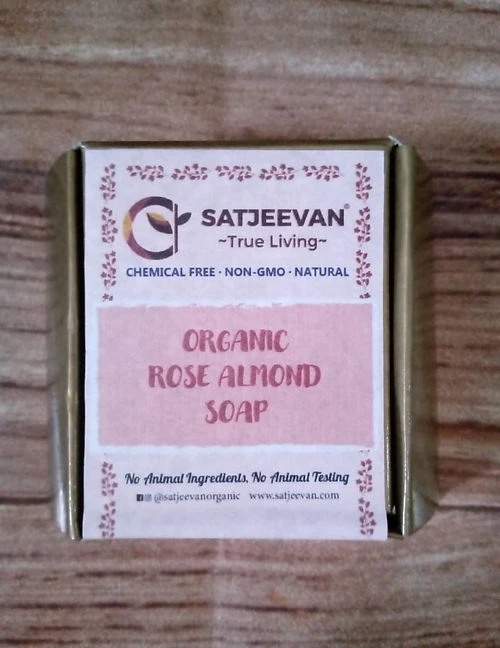 SATJEEVAN®
~True Living~
CHEMICAL FREE · NON-GMO · NATURAL
ORGANIC
ROSE ALMOND
SOAP
No Animal Ingredients, No Animal Testing
@satjeevanorganic www.satjeevan.com